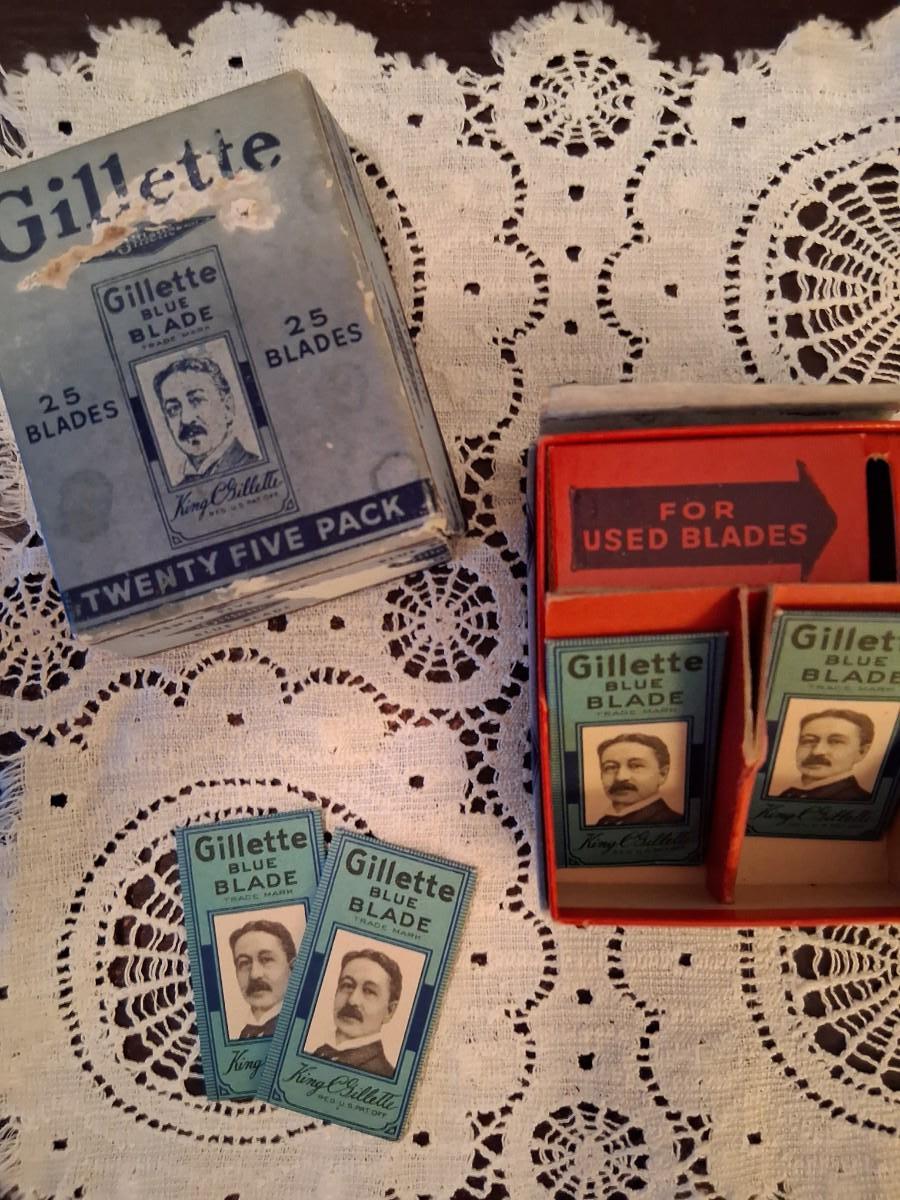 Gillette
Gillette
BLUE
BLADE
TRADE MARK
25
BLADES
25
BLADES
King C Gillette
REG. U.S. PAT. OFF.
TWENTY FIVE PACK
FOR
USED BLADES
Gillette
BLUE
BLADE
TRADE MARK
King C Gillette
Gillett
BLUE
BLADE
TRADE MARK
King C Gillette
Gillette
BLUE
BLADE
TRADE MARK
King
Gillette
BLUE
BLADE
TRADE MARK
King C Gillette
REG. U.S. PAT. OFF.